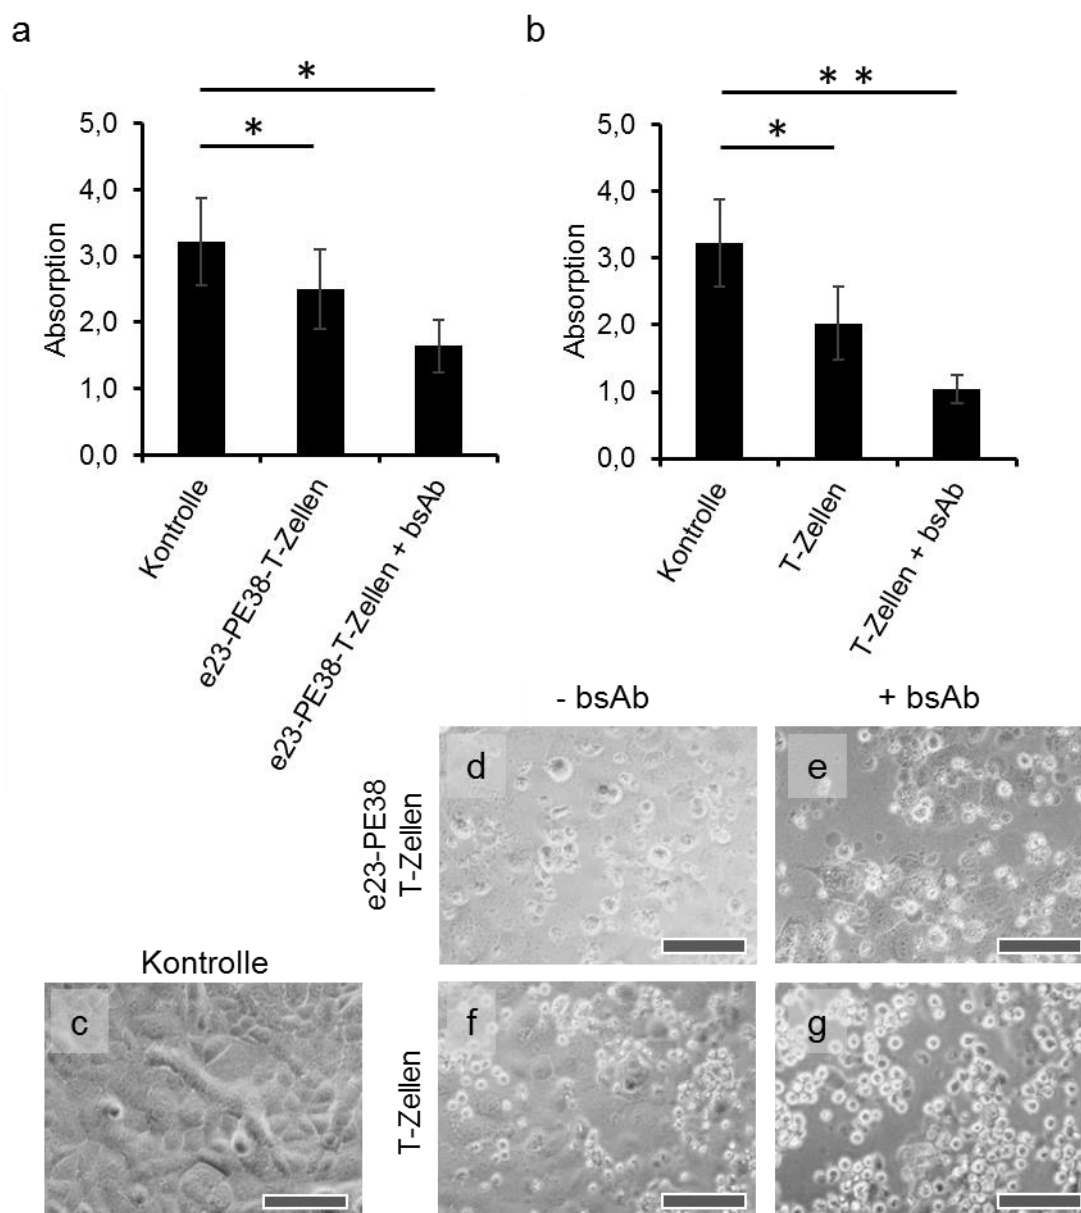 a
*
*
5,0
4,0
3,0
2,0
1,0
0,0
Absorption
Kontrolle
e23-PE38-T-Zellen
e23-PE38-T-Zellen + bsAb
b
* *
*
5,0
4,0
3,0
2,0
1,0
0,0
Absorption
Kontrolle
T-Zellen
T-Zellen + bsAb
- bsAb
+ bsAb
e23-PE38
T-Zellen
d
e
Kontrolle
c
T-Zellen
f
g